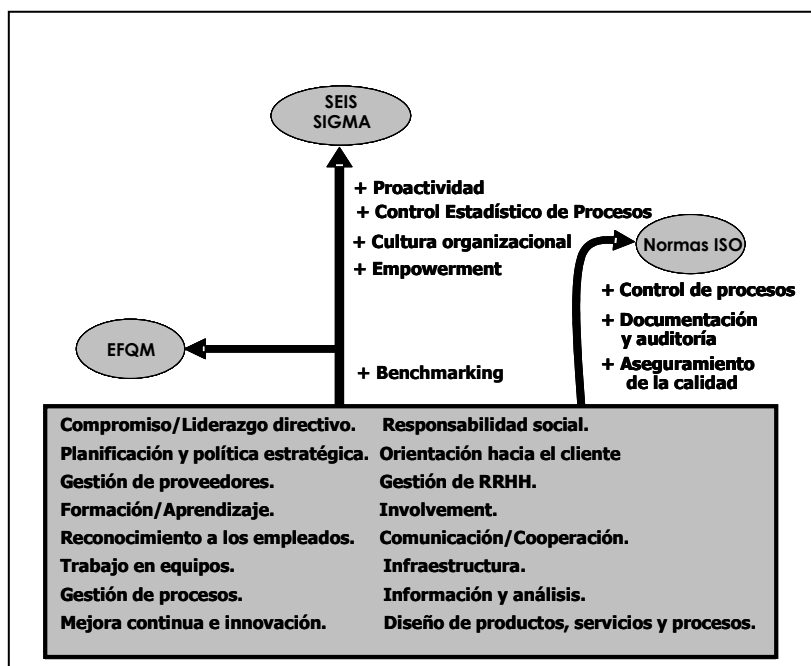 SEIS
SIGMA
+ Proactividad
+ Control Estadístico de Procesos
+ Cultura organizacional
+ Empowerment
Normas ISO
+ Control de procesos
+ Documentación
y auditoría
+ Aseguramiento
de la calidad
EFQM
+ Benchmarking
Compromiso/Liderazgo directivo. Responsabilidad social.
Planificación y política estratégica. Orientación hacia el cliente
Gestión de proveedores. Gestión de RRHH.
Formación/Aprendizaje. Involvement.
Reconocimiento a los empleados. Comunicación/Cooperación.
Trabajo en equipos. Infraestructura.
Gestión de procesos. Información y análisis.
Mejora continua e innovación. Diseño de productos, servicios y procesos.